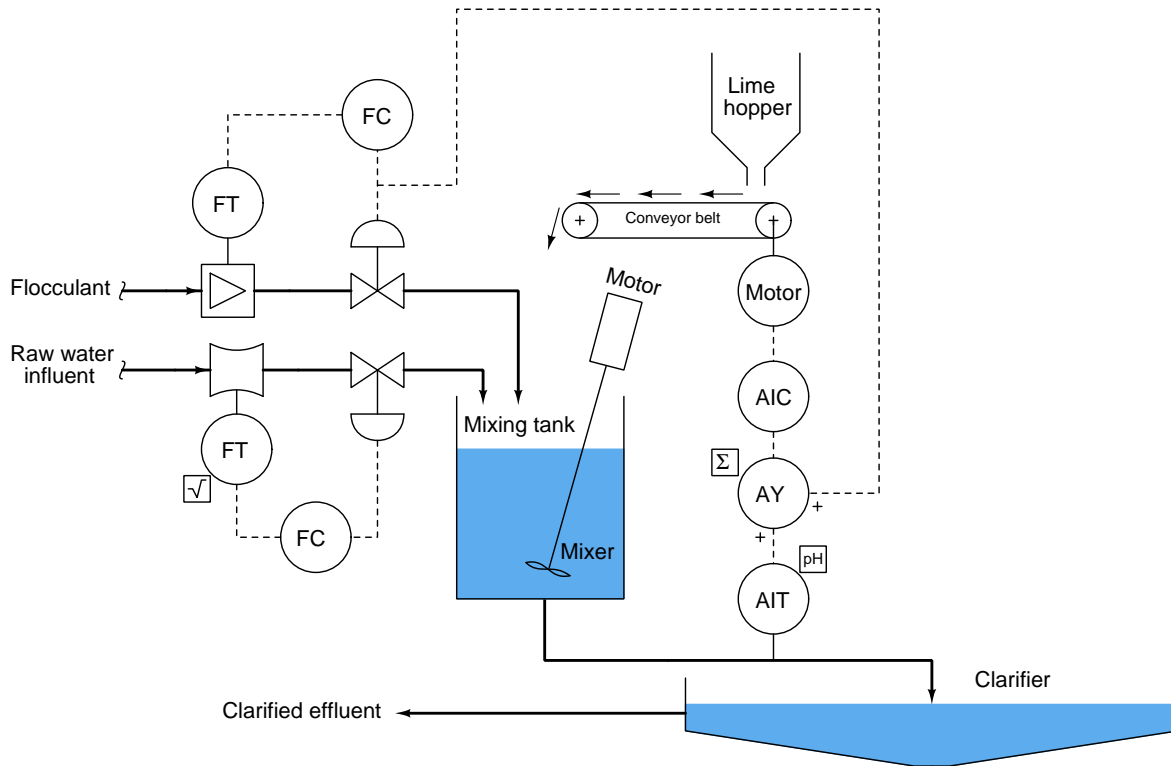 FC
Lime
hopper
FT
Conveyor belt
Flocculant
Motor
Motor
Raw water
influent
AIC
Mixing tank
FT
√
Σ
AY
+
+
FC
Mixer
pH
AIT
Clarifier
Clarified effluent
+
+